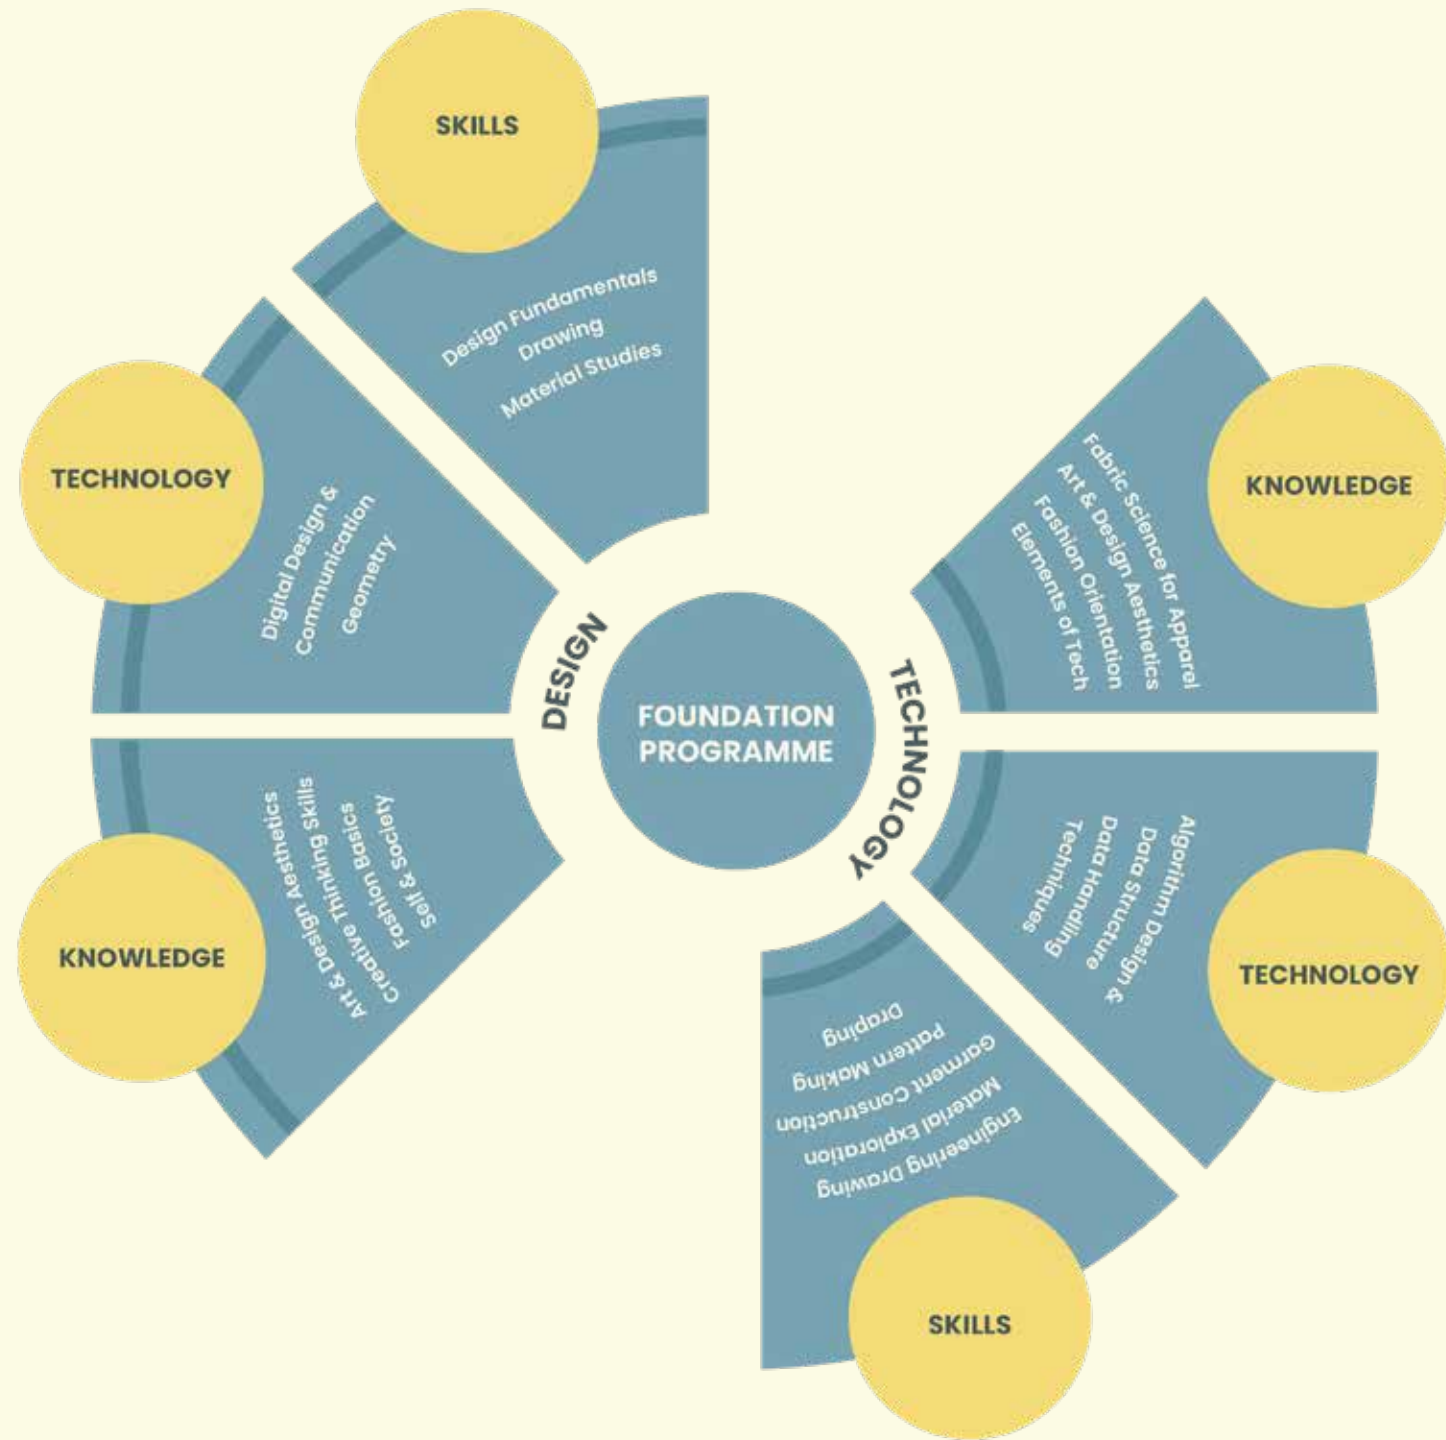 SKILLS
Design Fundamentals
Drawing
Material Studies
TECHNOLOGY
Digital Design &
Communication
Geometry
KNOWLEDGE
Art & Design Aesthetics
Creative Thinking Skills
Fashion Basics
Self & Society
DESIGN
FOUNDATION
PROGRAMME
TECHNOLOGY
KNOWLEDGE
Fabric Science for Apparel
Art & Design Aesthetics
Fashion Orientation
Elements of Tech
TECHNOLOGY
Algorithm Design &
Data Structure
Data Handling
Techniques
SKILLS
Engineering Drawing
Material Exploration
Garment Construction
Pattern Making
Draping